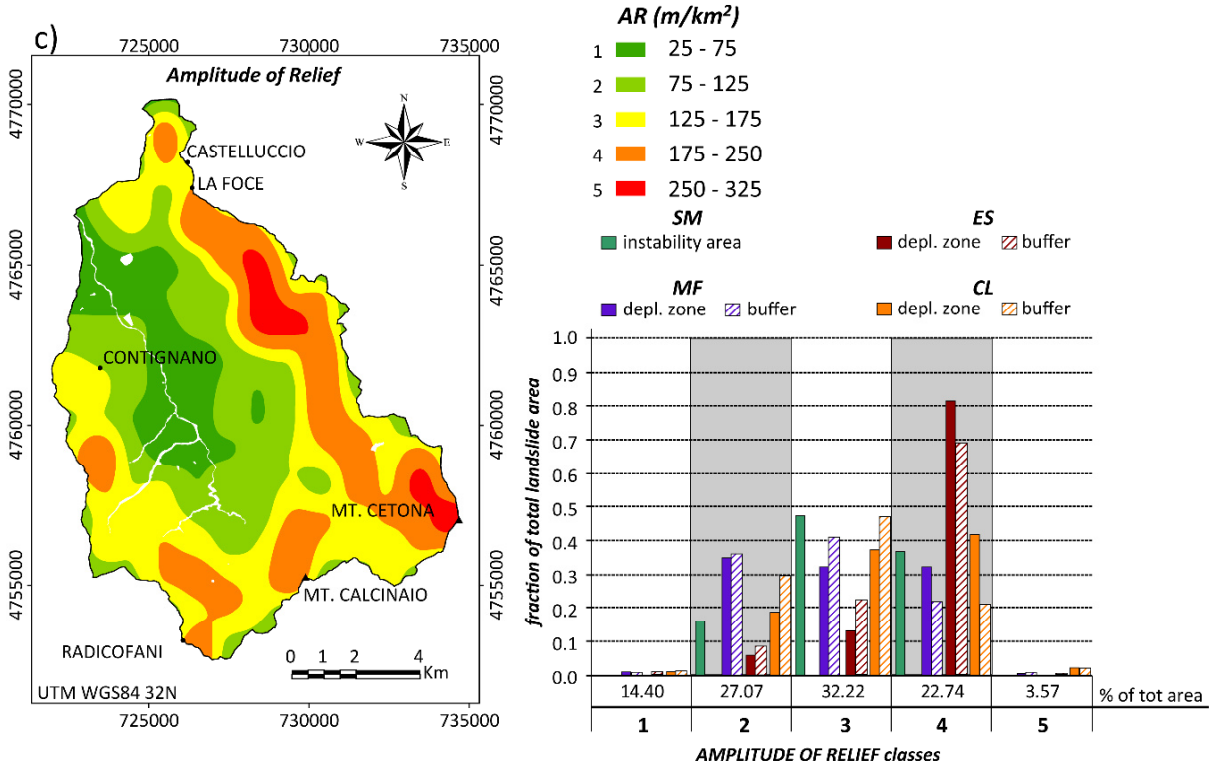 c)
725000 730000 735000
Amplitude of Relief
4770000
4770000
N
W E
S
CASTELLUCCIO
LA FOCE
4765000
4765000
CONTIGNANO
4760000
4760000
MT. CETONA
4755000
4755000
MT. CALCINAIO
RADICOFANI
0 1 2 4
Km
UTM WGS84 32N
725000 730000 735000
AR (m/km²)
1 25 - 75
2 75 - 125
3 125 - 175
4 175 - 250
5 250 - 325
SM ES
instability area depl. zone buffer
MF CL
depl. zone buffer depl. zone buffer
fraction of total landslide area
1.0
0.9
0.8
0.7
0.6
0.5
0.4
0.3
0.2
0.1
0.0
14.40 27.07 32.22 22.74 3.57 % of tot area
1 2 3 4 5
AMPLITUDE OF RELIEF classes